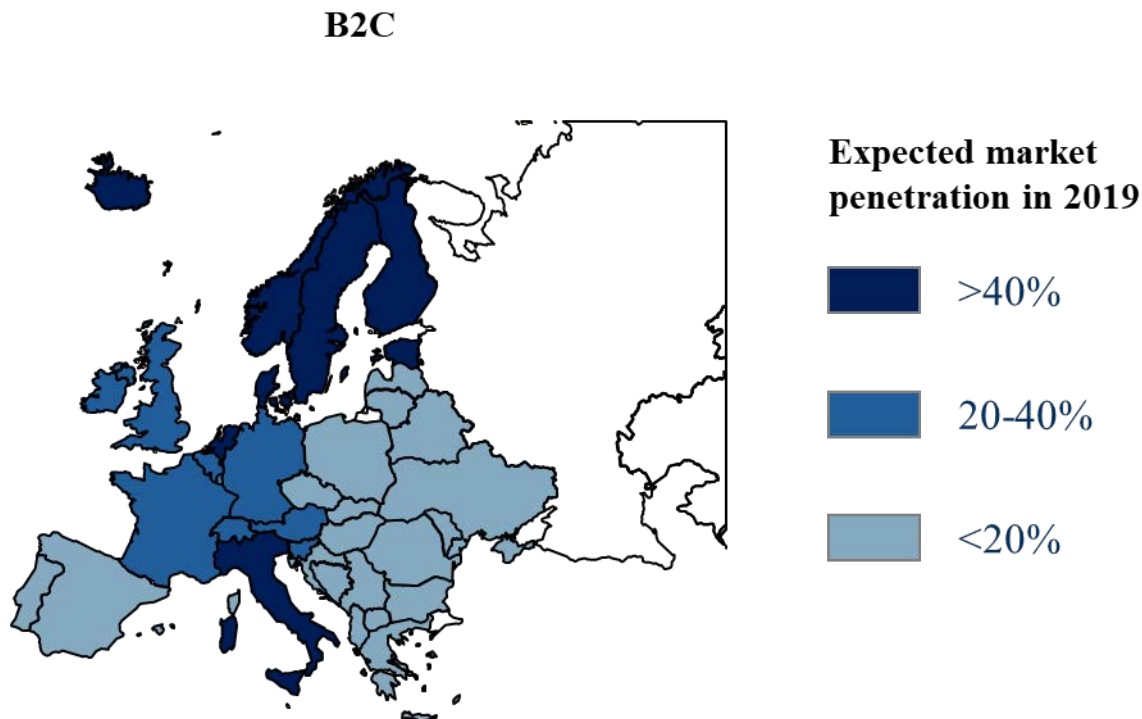 B2C
Expected market
penetration in 2019
>40%
20-40%
<20%